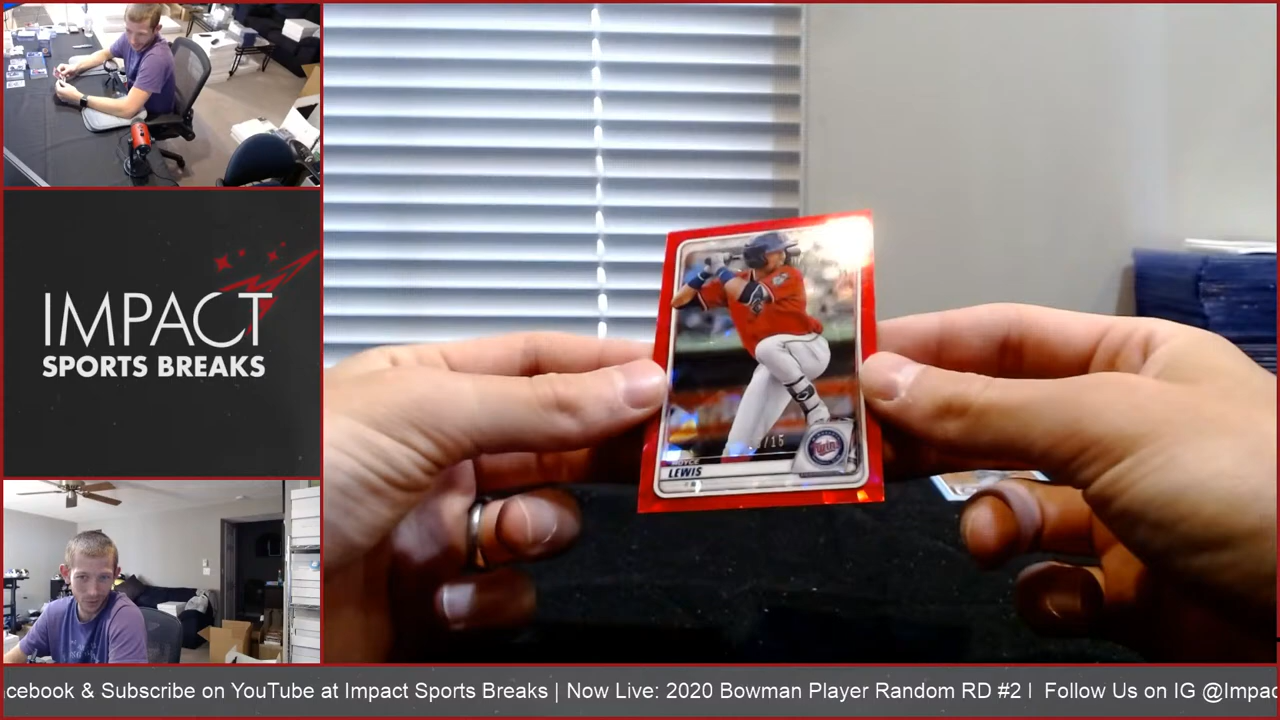 IMPACT
SPORTS BREAKS
/15
LEWIS
cebook & Subscribe on YouTube at Impact Sports Breaks | Now Live: 2020 Bowman Player Random RD #2 | Follow Us on IG @Impac